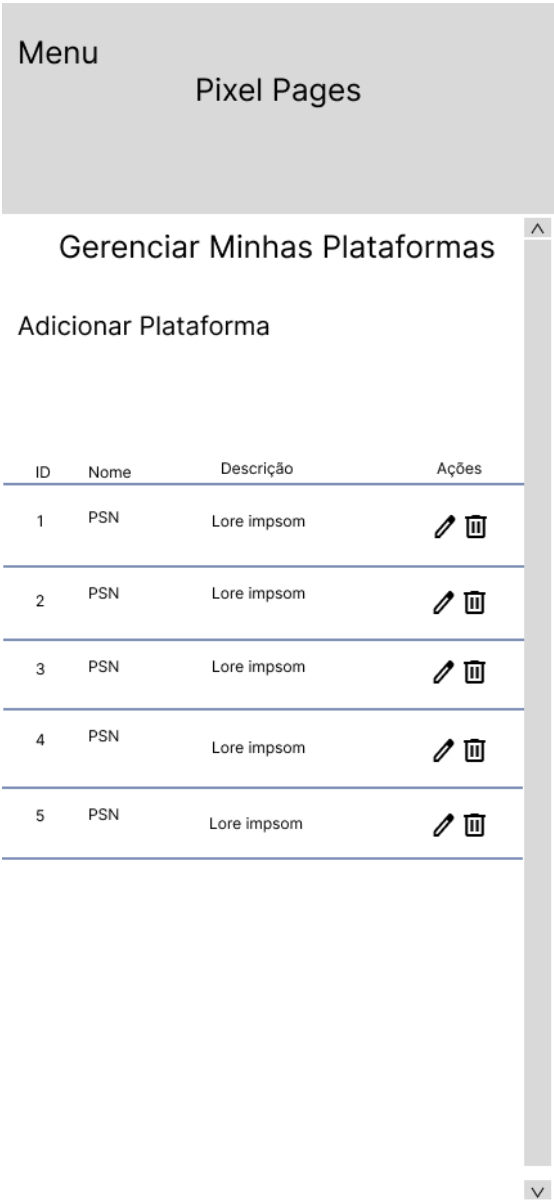 Menu
Pixel Pages
Gerenciar Minhas Plataformas
Adicionar Plataforma
ID Nome Descrição Ações
1 PSN Lore impsom
2 PSN Lore impsom
3 PSN Lore impsom
4 PSN Lore impsom
5 PSN Lore impsom